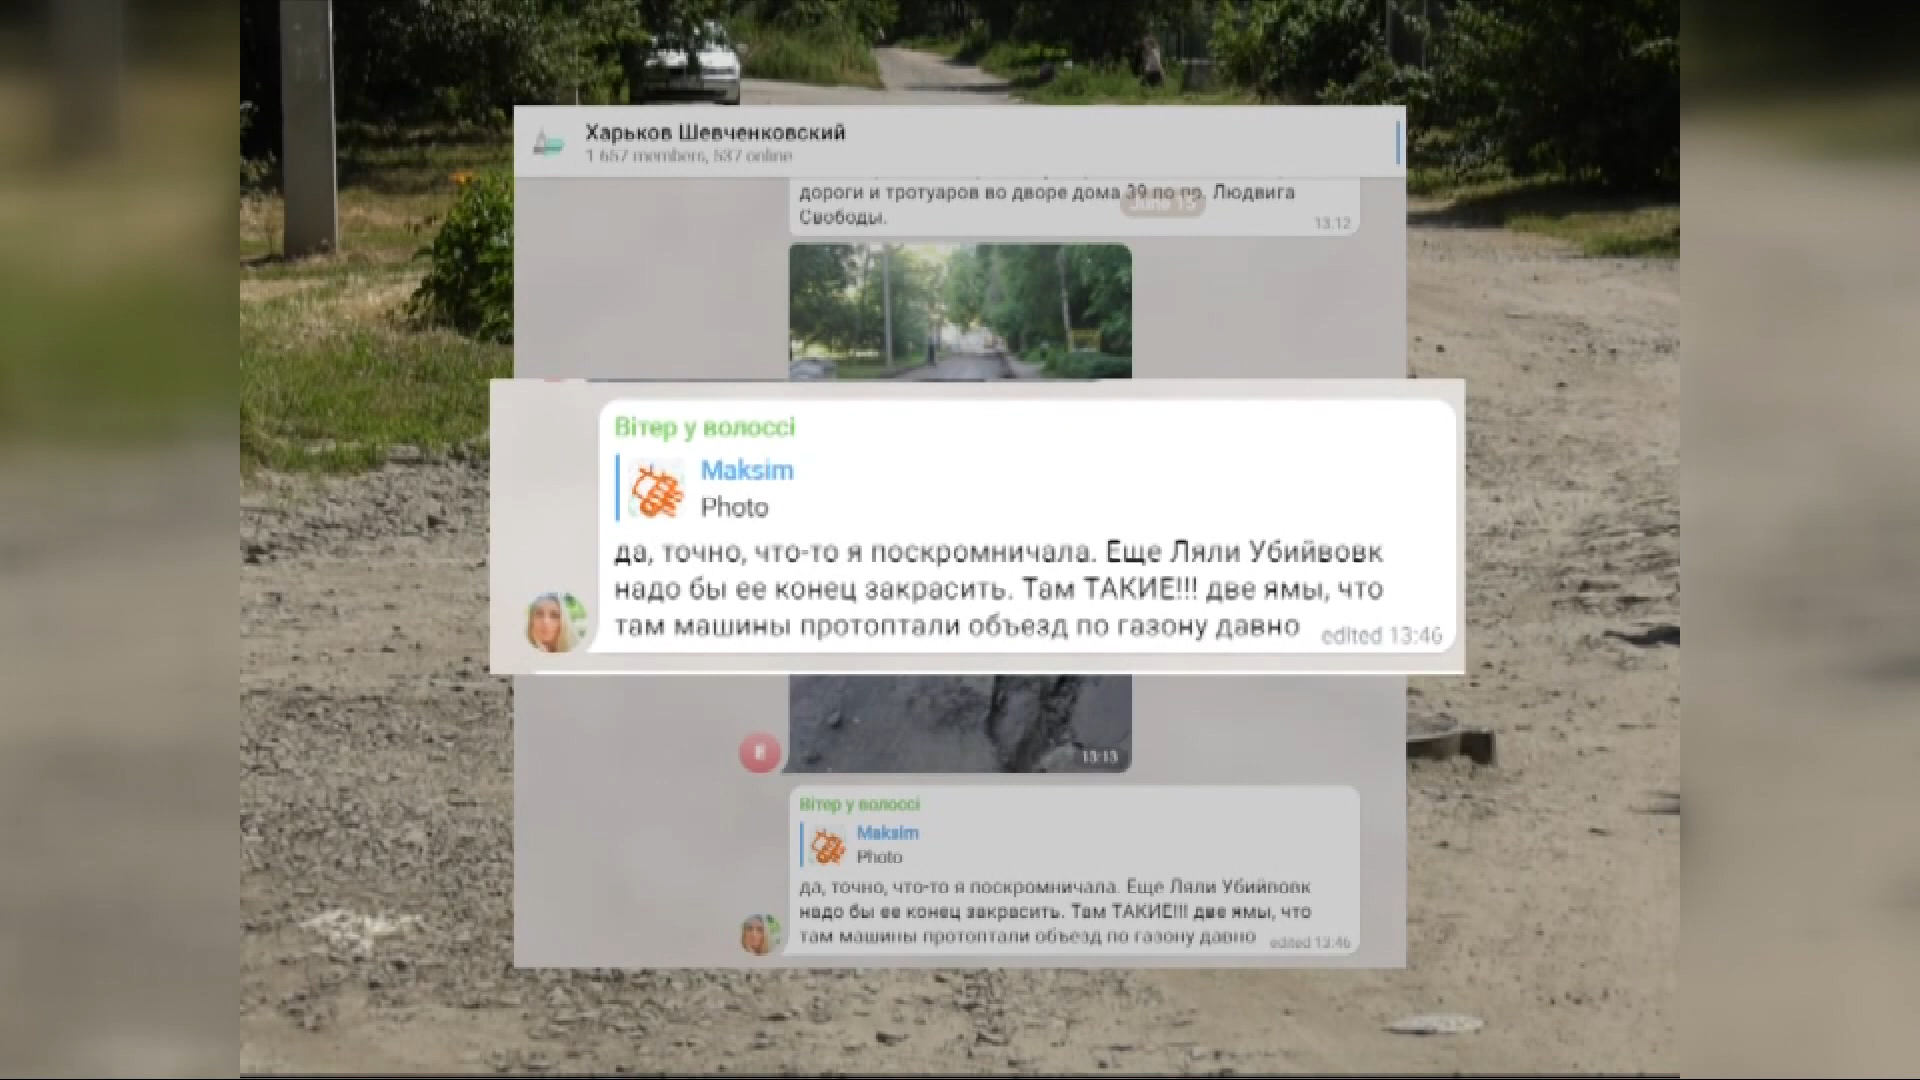 Харьков Шевченковский
1 657 members, 537 online
дороги и тротуаров во дворе дома 39 по пр. Людвига
Свободы.
June 15
13:12
Вітер у волоссі
Maksim
Photo
да, точно, что-то я поскромничала. Еще Ляли Убийвовк
надо бы ее конец закрасить. Там ТАКИЕ!!! две ямы, что
там машины протоптали объезд по газону давно
edited 13:46
13:13
Вітер у волоссі
Maksim
Photo
да, точно, что-то я поскромничала. Еще Ляли Убийвовк
надо бы ее конец закрасить. Там ТАКИЕ!!! две ямы, что
там машины протоптали объезд по газону давно
edited 13:46